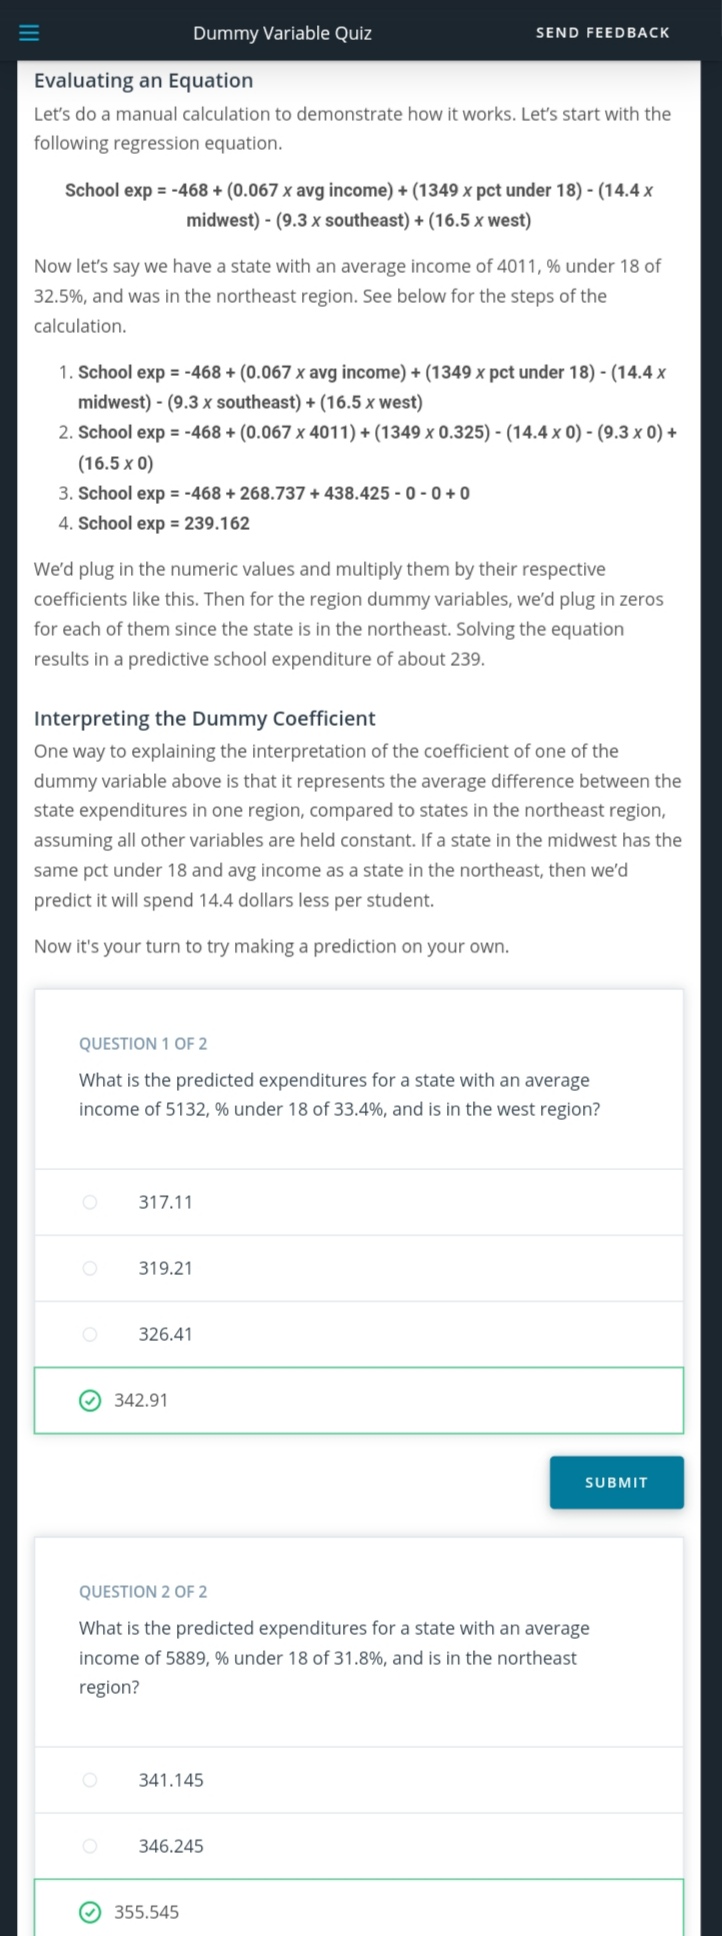 Dummy Variable Quiz
SEND FEEDBACK
Evaluating an Equation
Let's do a manual calculation to demonstrate how it works. Let's start with the
following regression equation.
School exp = -468 + (0.067 x avg income) + (1349 x pct under 18) - (14.4 x
midwest) - (9.3 x southeast) + (16.5 x west)
Now let's say we have a state with an average income of 4011, % under 18 of
32.5%, and was in the northeast region. See below for the steps of the
calculation.
1. School exp = -468 + (0.067 x avg income) + (1349 x pct under 18) - (14.4 x
midwest) - (9.3 x southeast) + (16.5 x west)
2. School exp = -468 + (0.067 x 4011) + (1349 x 0.325) - (14.4 x 0) - (9.3 x 0) +
(16.5 x 0)
3. School exp = -468 + 268.737 + 438.425 - 0 - 0 + 0
4. School exp = 239.162
We'd plug in the numeric values and multiply them by their respective
coefficients like this. Then for the region dummy variables, we'd plug in zeros
for each of them since the state is in the northeast. Solving the equation
results in a predictive school expenditure of about 239.
Interpreting the Dummy Coefficient
One way to explaining the interpretation of the coefficient of one of the
dummy variable above is that it represents the average difference between the
state expenditures in one region, compared to states in the northeast region,
assuming all other variables are held constant. If a state in the midwest has the
same pct under 18 and avg income as a state in the northeast, then we'd
predict it will spend 14.4 dollars less per student.
Now it's your turn to try making a prediction on your own.
QUESTION 1 OF 2
What is the predicted expenditures for a state with an average
income of 5132, % under 18 of 33.4%, and is in the west region?
317.11
319.21
326.41
342.91
SUBMIT
QUESTION 2 OF 2
What is the predicted expenditures for a state with an average
income of 5889, % under 18 of 31.8%, and is in the northeast
region?
341.145
346.245
355.545